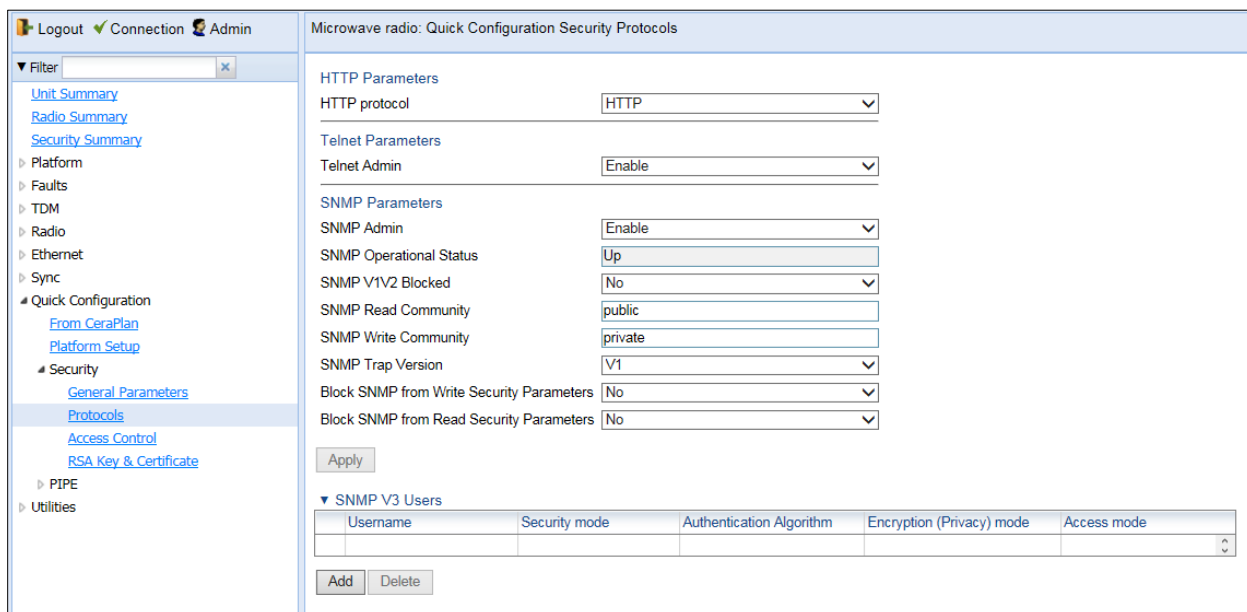 Logout Connection Admin
Filter
Unit Summary
Radio Summary
Security Summary
Platform
Faults
TDM
Radio
Ethernet
Sync
Quick Configuration
From CeraPlan
Platform Setup
Security
General Parameters
Protocols
Access Control
RSA Key & Certificate
PIPE
Utilities
Microwave radio: Quick Configuration Security Protocols
HTTP Parameters
HTTP protocol HTTP
Telnet Parameters
Telnet Admin Enable
SNMP Parameters
SNMP Admin Enable
SNMP Operational Status Up
SNMP V1V2 Blocked No
SNMP Read Community public
SNMP Write Community private
SNMP Trap Version V1
Block SNMP from Write Security Parameters No
Block SNMP from Read Security Parameters No
Apply
SNMP V3 Users
Username Security mode Authentication Algorithm Encryption (Privacy) mode Access mode
Add Delete